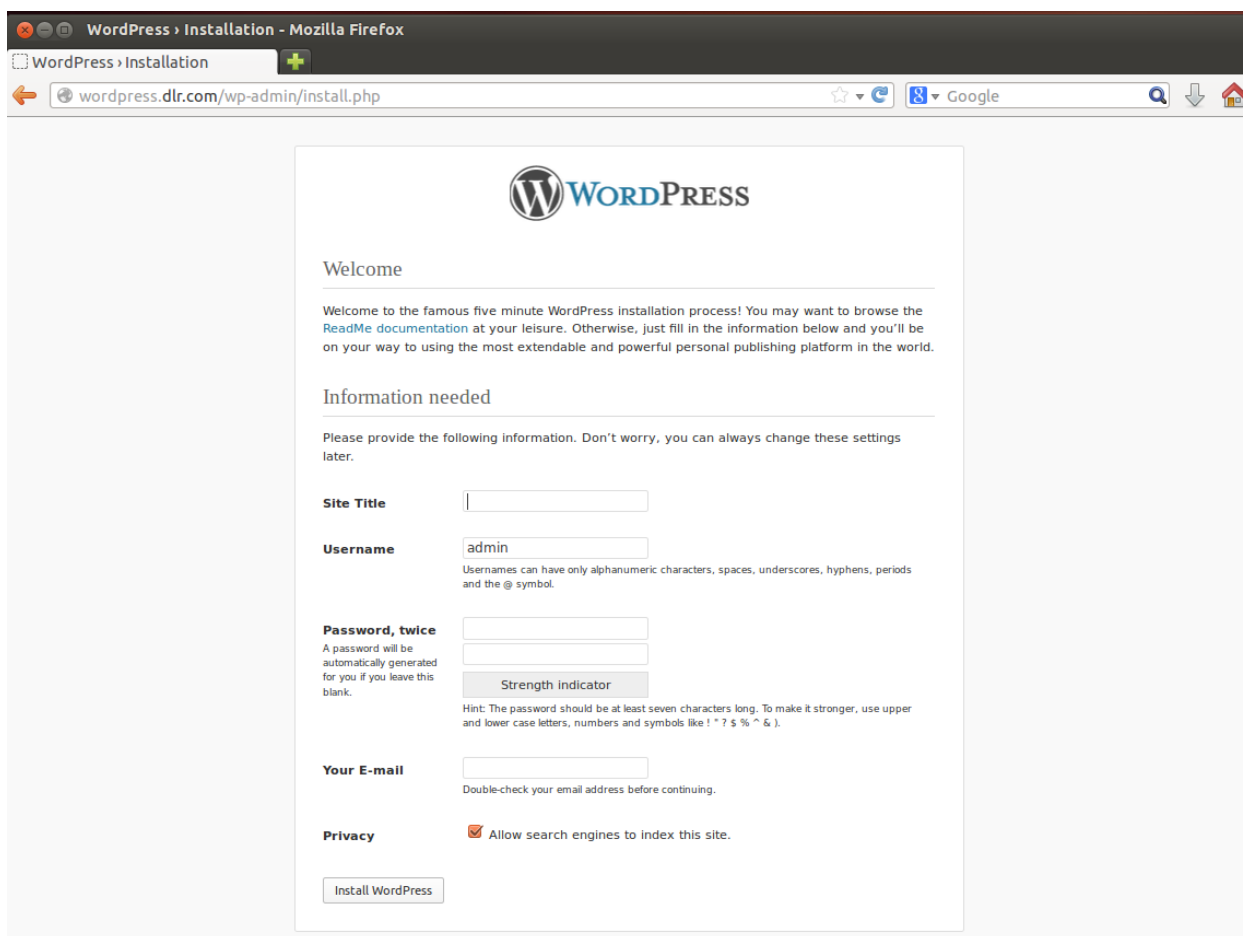 WordPress › Installation - Mozilla Firefox
WordPress › Installation
wordpress.dlr.com/wp-admin/install.php
8
Google
W WORDPRESS
Welcome
Welcome to the famous five minute WordPress installation process! You may want to browse the
ReadMe documentation at your leisure. Otherwise, just fill in the information below and you’ll be
on your way to using the most extendable and powerful personal publishing platform in the world.
Information needed
Please provide the following information. Don’t worry, you can always change these settings
later.
Site Title
Username
admin
Usernames can have only alphanumeric characters, spaces, underscores, hyphens, periods
and the @ symbol.
Password, twice
A password will be
automatically generated
for you if you leave this
blank.
Strength indicator
Hint: The password should be at least seven characters long. To make it stronger, use upper
and lower case letters, numbers and symbols like ! " ? $ % ^ & ).
Your E-mail
Double-check your email address before continuing.
Privacy
Allow search engines to index this site.
Install WordPress